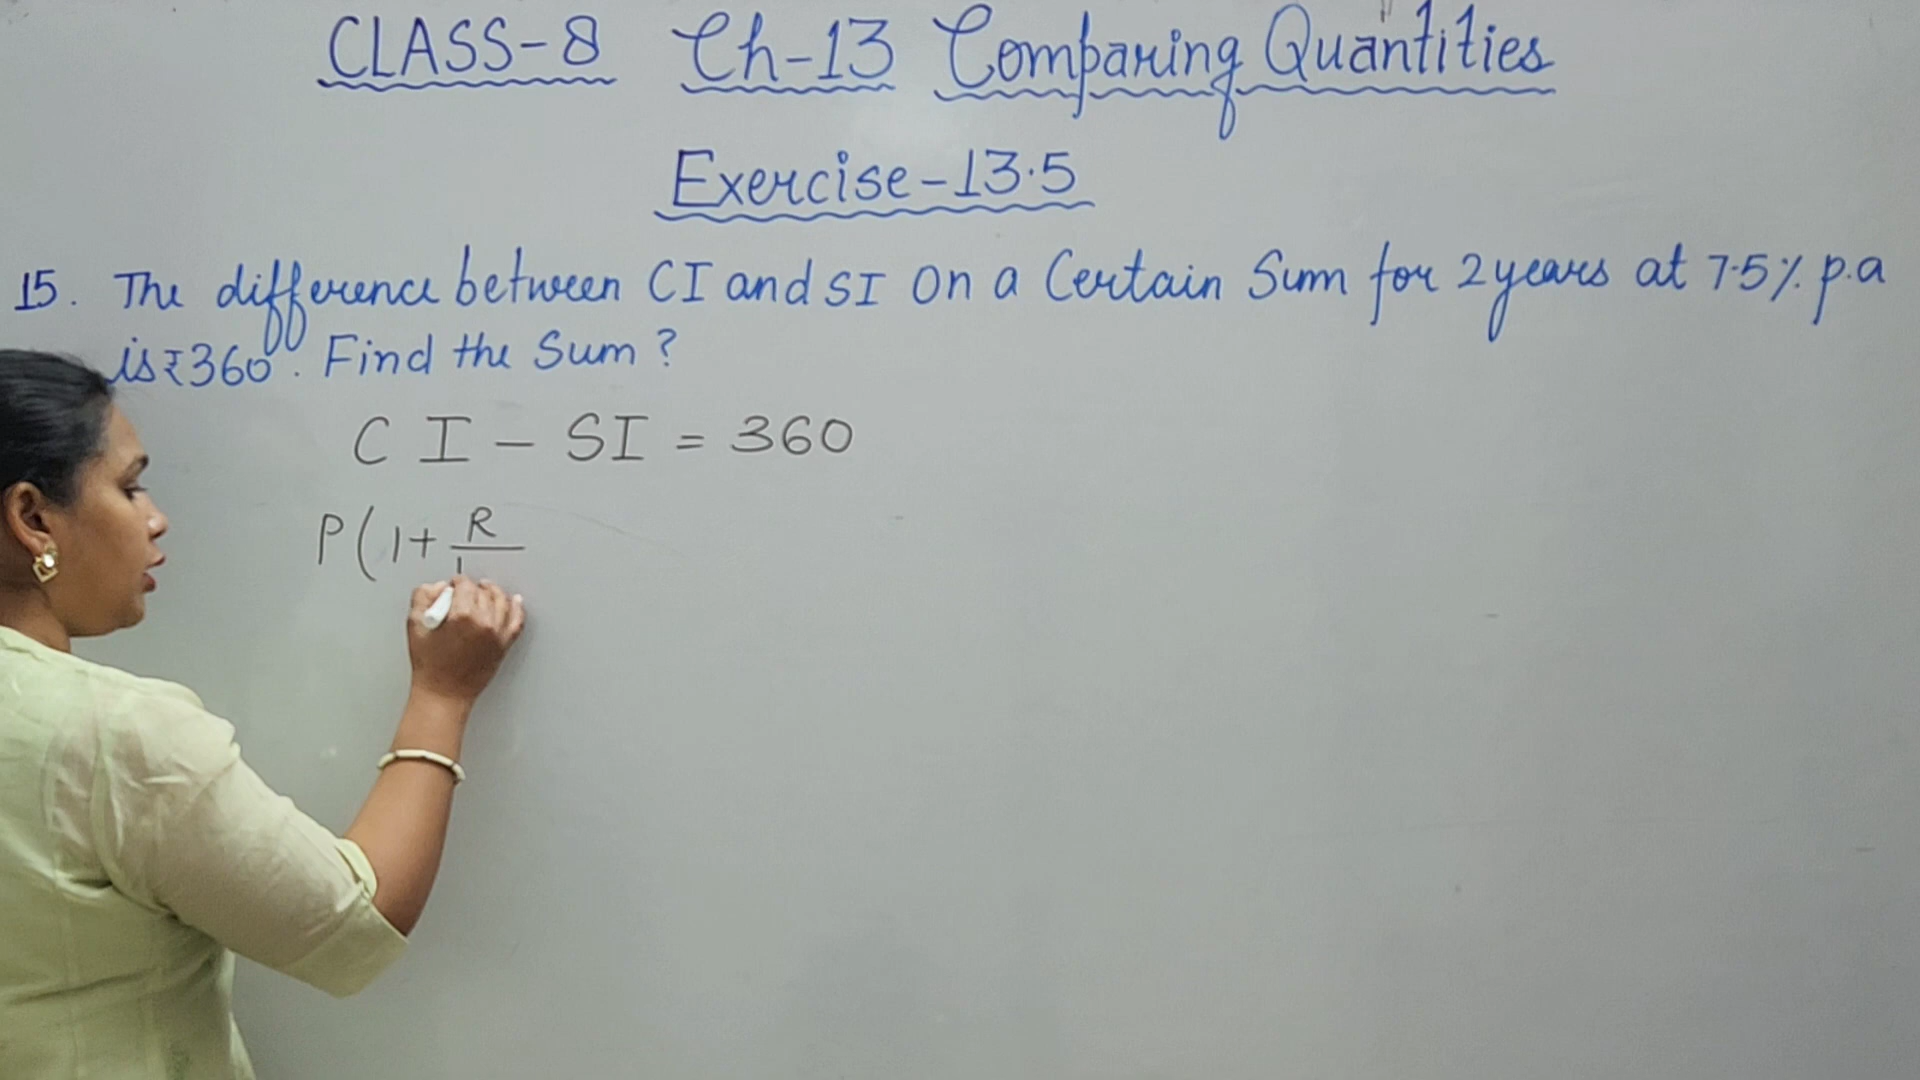 CLASS-8 Ch-13 Comparing Quantities
Exercise-13.5
15. The difference between CI and SI On a Certain Sum for 2 years at 7.5% p.a
is ₹360. Find the Sum?
C I - SI = 360
P(1+ R
1